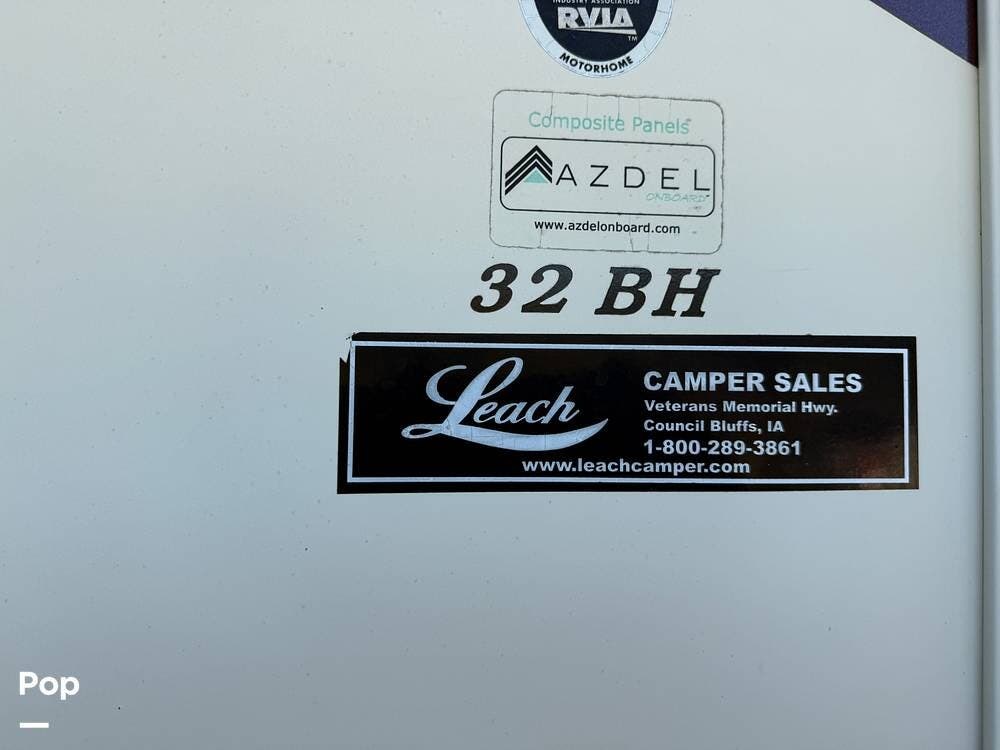 INDUSTRY ASSOCIATION
RVIA
TM
MOTORHOME
Composite Panels
AZDEL
ONBOARD
www.azdelonboard.com
32 BH
Leach
CAMPER SALES
Veterans Memorial Hwy.
Council Bluffs, IA
1-800-289-3861
www.leachcamper.com
Pop